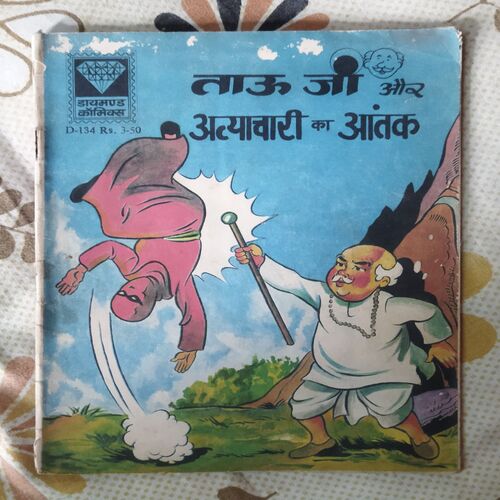 डायमण्ड
कॉमिक्स
D-134 Rs. 3-50
ताऊ जी और
अत्याचारी का आंतक